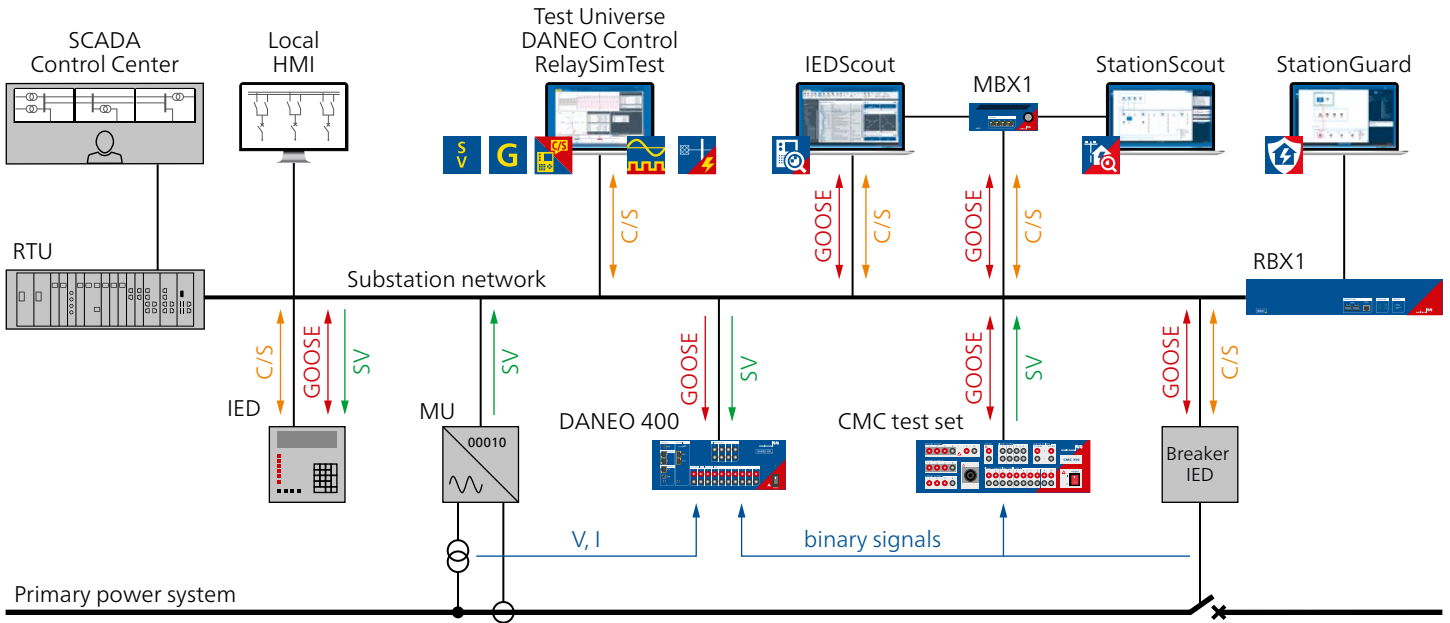 SCADA
Control Center
Local
HMI
Test Universe
DANEO Control
RelaySimTest
IEDScout
MBX1
StationScout
StationGuard
S
V
G
C/S
C/S
GOOSE
C/S
GOOSE
C/S
RTU
Substation network
RBX1
C/S
GOOSE
SV
SV
GOOSE
SV
GOOSE
SV
GOOSE
C/S
IED
MU
DANEO 400
CMC test set
00010
Breaker
IED
V, I
binary signals
Primary power system